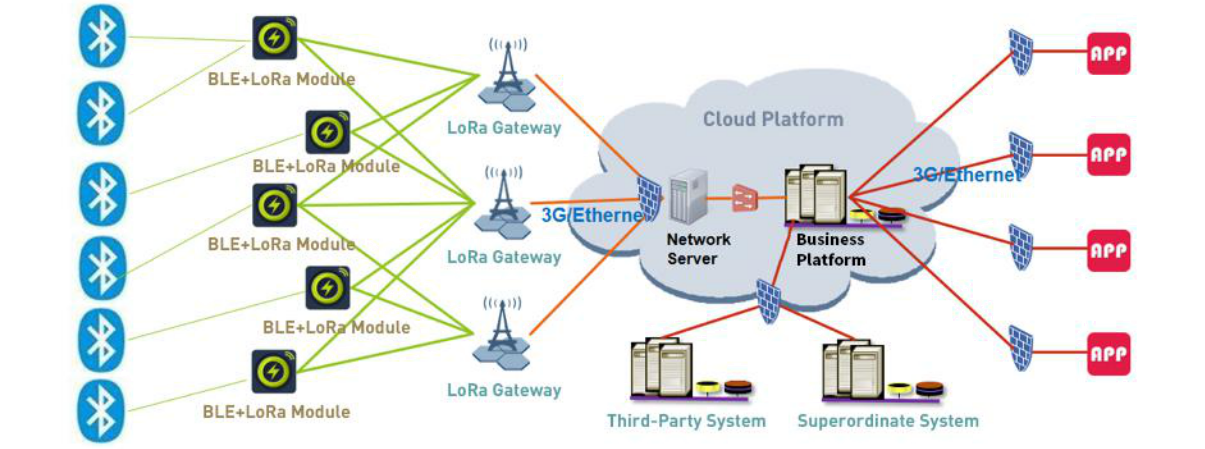 BLE+LoRa Module
BLE+LoRa Module
BLE+LoRa Module
BLE+LoRa Module
BLE+LoRa Module
LoRa Gateway
LoRa Gateway
LoRa Gateway
3G/Etherne
Cloud Platform
Network
Server
Business
Platform
3G/Ethernet
APP
APP
APP
APP
Third-Party System
Superordinate System